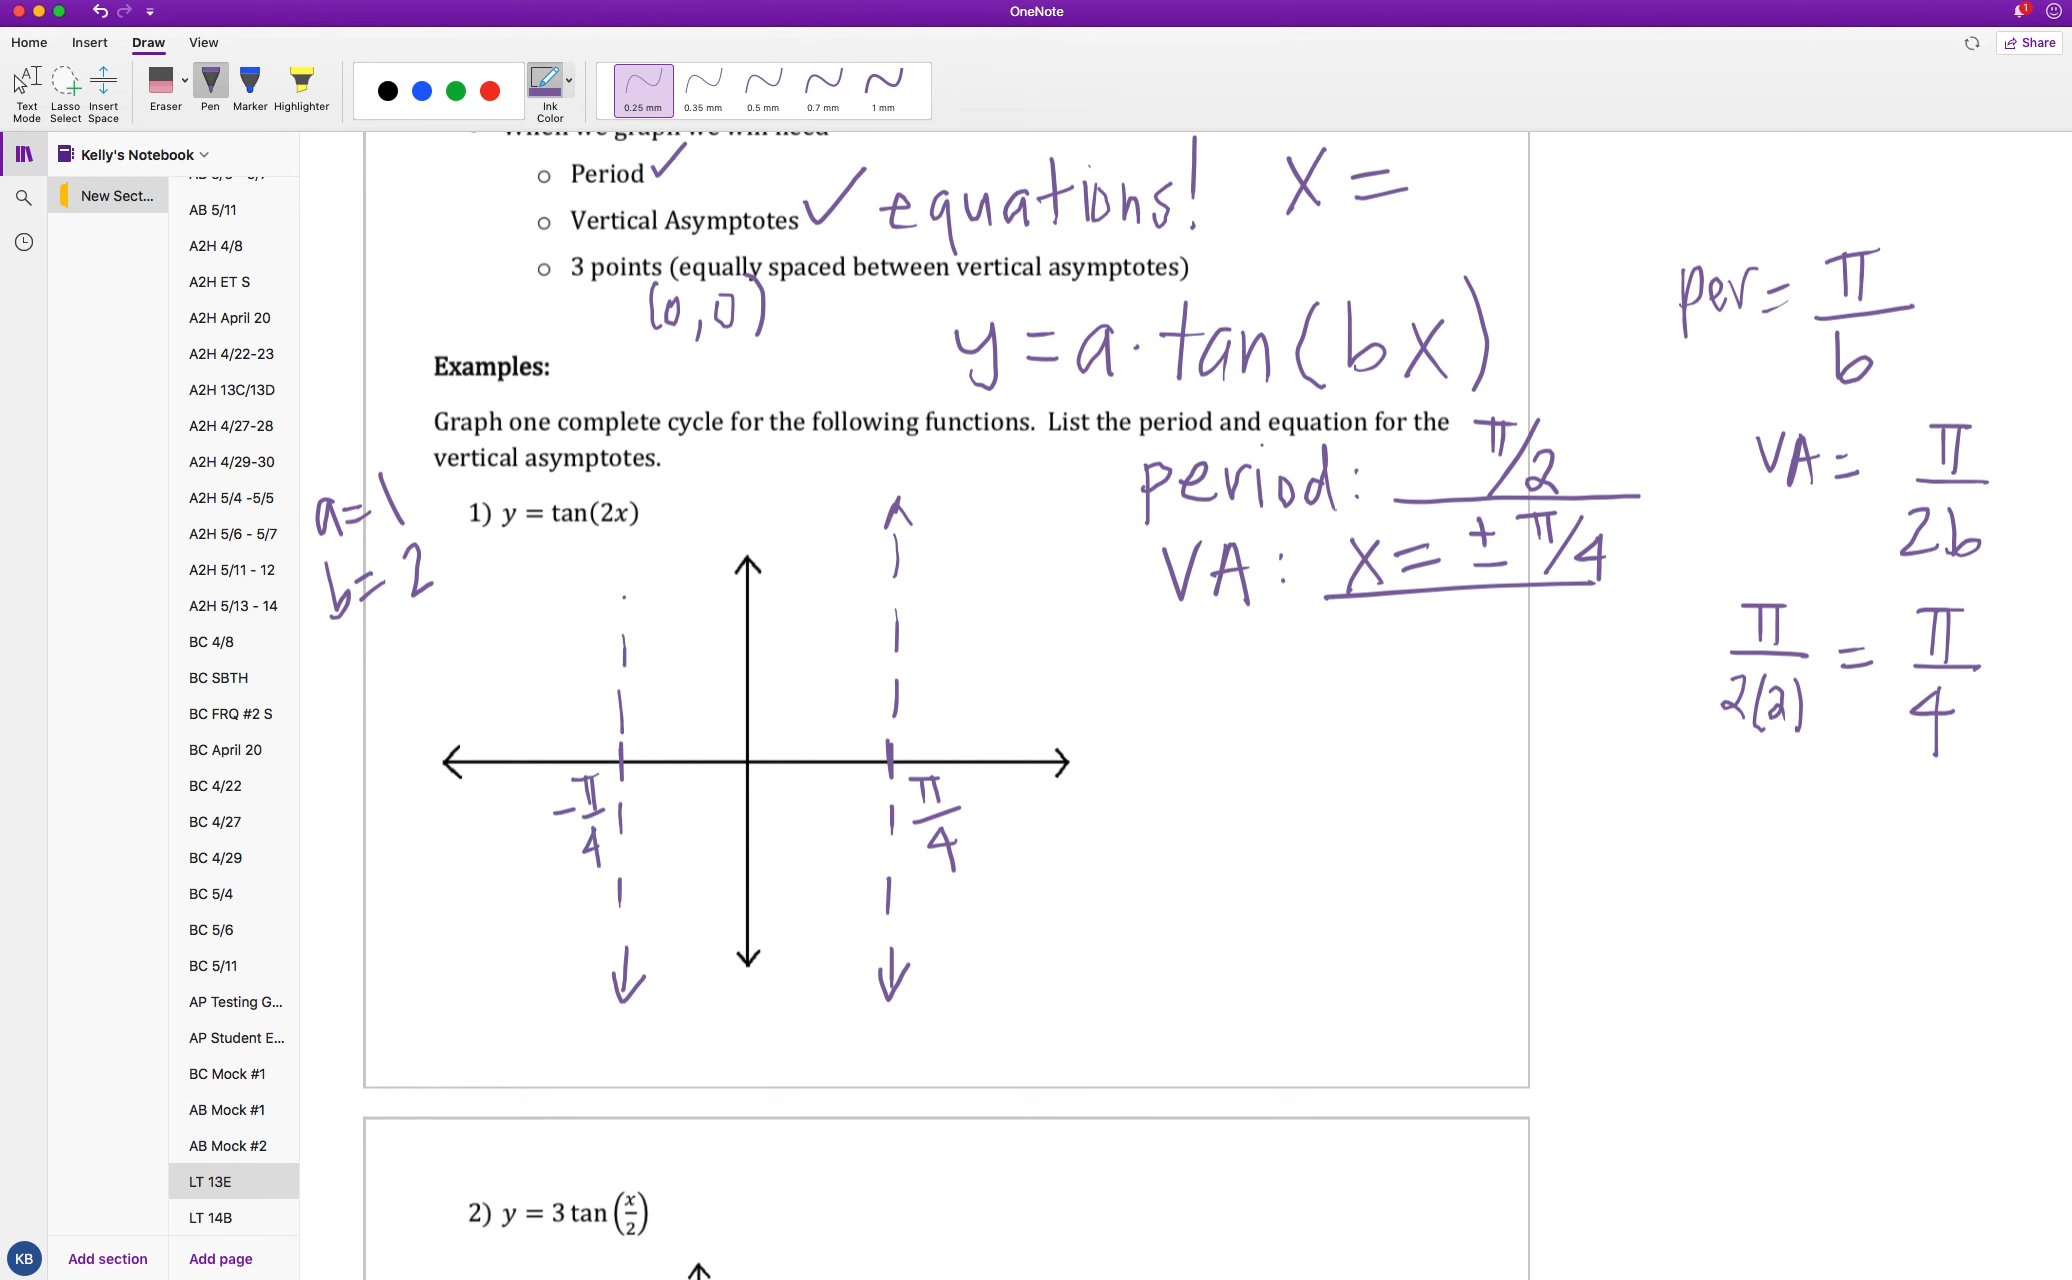 OneNote
1
Home Insert Draw View
Share
Text Mode
Lasso Select
Insert Space
Eraser
Pen
Marker
Highlighter
Ink Color
0.25 mm
0.35 mm
0.5 mm
0.7 mm
1 mm
Kelly's Notebook
New Sect...
AB 5/11
A2H 4/8
A2H ET S
A2H April 20
A2H 4/22-23
A2H 13C/13D
A2H 4/27-28
A2H 4/29-30
A2H 5/4 -5/5
A2H 5/6 - 5/7
A2H 5/11 - 12
A2H 5/13 - 14
BC 4/8
BC SBTH
BC FRQ #2 S
BC April 20
BC 4/22
BC 4/27
BC 4/29
BC 5/4
BC 5/6
BC 5/11
AP Testing G...
AP Student E...
BC Mock #1
AB Mock #1
AB Mock #2
LT 13E
LT 14B
KB
Add section
Add page
When we graph we will need
○ Period ✓
○ Vertical Asymptotes ✓ equations! x =
○ 3 points (equally spaced between vertical asymptotes)
(0,0)
y = a · tan(bx)
per = π/b
Examples:
Graph one complete cycle for the following functions. List the period and equation for the
vertical asymptotes.
period: π/2
VA: x = ± π/4
VA = π/2b
π/2(2) = π/4
a=1
b=2
1) y = tan(2x)
-π/4
π/4
2) y = 3 tan(x/2)